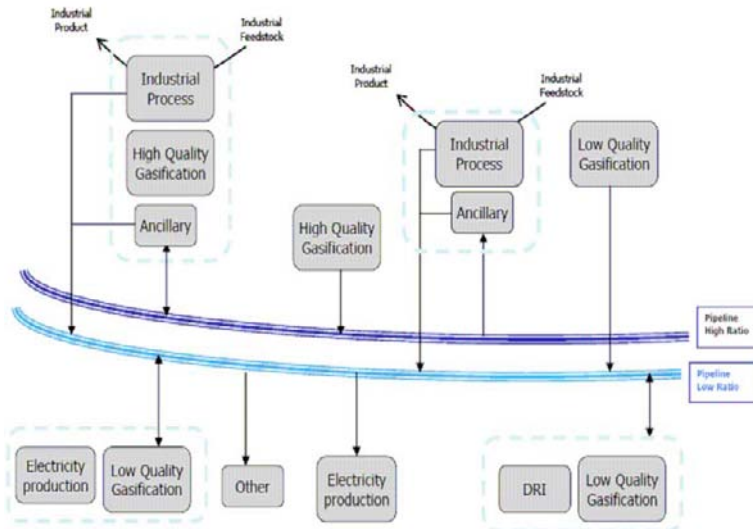 Industrial
Product
Industrial
Feedstock
Industrial
Process
High Quality
Gasification
Ancillary
High Quality
Gasification
Industrial
Product
Industrial
Feedstock
Industrial
Process
Ancillary
Low Quality
Gasification
Pipeline
High Ratio
Pipeline
Low Ratio
Electricity
production
Low Quality
Gasification
Other
Electricity
production
DRI
Low Quality
Gasification